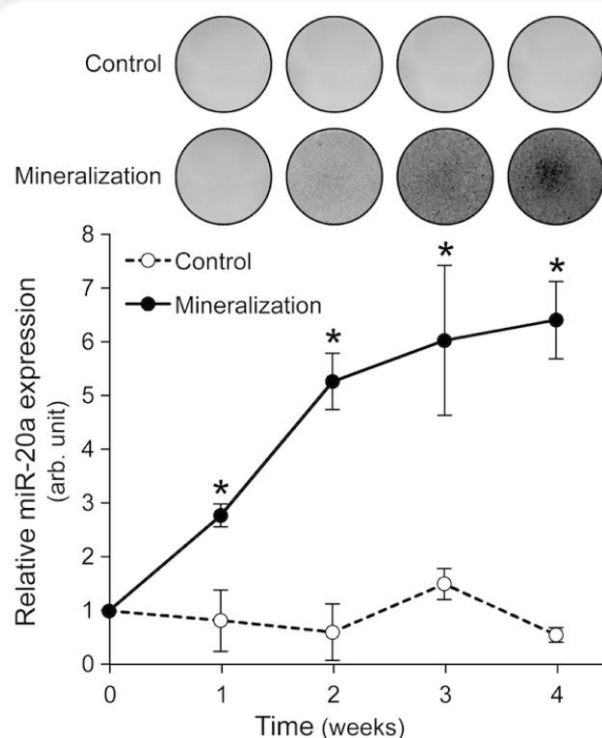 Control
Mineralization
8
7
6
5
4
3
2
1
0
Relative miR-20a expression
(arb. unit)
Control
Mineralization
*
*
*
*
0 1 2 3 4
Time (weeks)